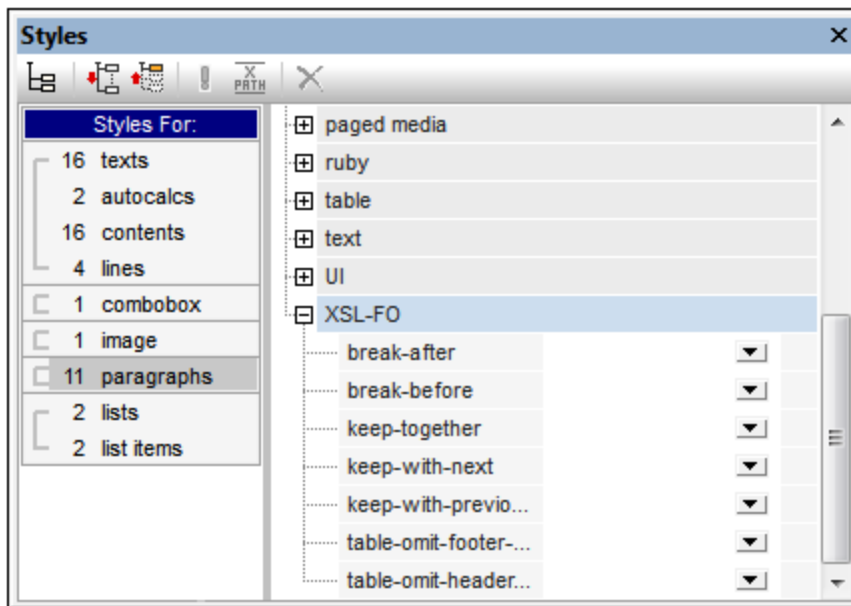 Styles
X
PATH
Styles For:
16 texts
2 autocalcs
16 contents
4 lines
1 combobox
1 image
11 paragraphs
2 lists
2 list items
paged media
ruby
table
text
UI
XSL-FO
break-after
break-before
keep-together
keep-with-next
keep-with-previo...
table-omit-footer-...
table-omit-header...